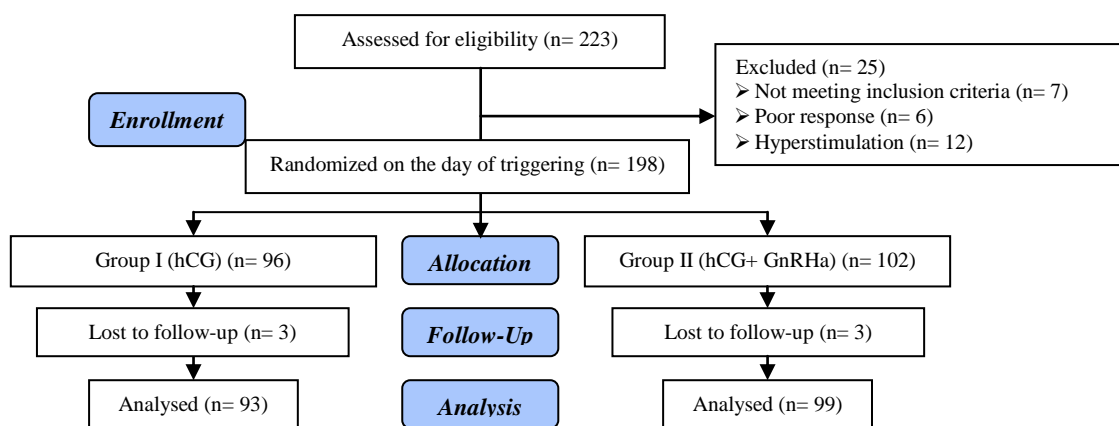 Assessed for eligibility (n= 223)
Excluded (n= 25)
➢ Not meeting inclusion criteria (n= 7)
➢ Poor response (n= 6)
➢ Hyperstimulation (n= 12)
Enrollment
Randomized on the day of triggering (n= 198)
Group I (hCG) (n= 96)
Allocation
Group II (hCG+ GnRHa) (n= 102)
Lost to follow-up (n= 3)
Follow-Up
Lost to follow-up (n= 3)
Analysed (n= 93)
Analysis
Analysed (n= 99)